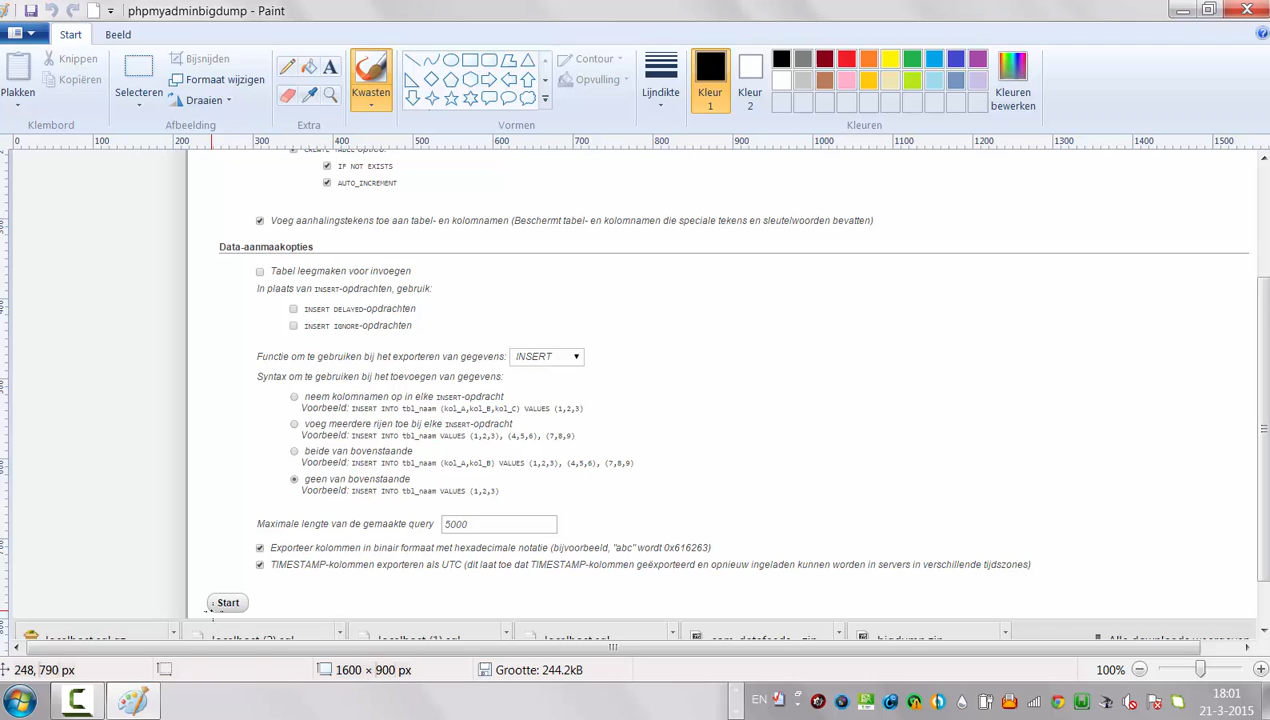 phpmyadminbigdump - Paint
Start Beeld
Plakken
Knippen
Kopiëren
Klembord
Selecteren
Bijsnijden
Formaat wijzigen
Draaien
Afbeelding
A
Extra
Kwasten
Contour
Opvulling
Vormen
Lijndikte
Kleur 1
Kleur 2
Kleuren bewerken
Kleuren
0 100 200 300 400 500 600 700 800 900 1000 1100 1200 1300 1400 1500
IF NOT EXISTS
AUTO_INCREMENT
Voeg aanhalingstekens toe aan tabel- en kolomnamen (Beschermt tabel- en kolomnamen die speciale tekens en sleutelwoorden bevatten)
Data-aanmaakopties
Tabel leegmaken voor invoegen
In plaats van INSERT-opdrachten, gebruik:
INSERT DELAYED-opdrachten
INSERT IGNORE-opdrachten
Functie om te gebruiken bij het exporteren van gegevens: INSERT
Syntax om te gebruiken bij het toevoegen van gegevens:
neem kolomnamen op in elke INSERT-opdracht
Voorbeeld: INSERT INTO tbl_naam (kol_A,kol_B,kol_C) VALUES (1,2,3)
voeg meerdere rijen toe bij elke INSERT-opdracht
Voorbeeld: INSERT INTO tbl_naam VALUES (1,2,3), (4,5,6), (7,8,9)
beide van bovenstaande
Voorbeeld: INSERT INTO tbl_naam (kol_A,kol_B) VALUES (1,2,3), (4,5,6), (7,8,9)
geen van bovenstaande
Voorbeeld: INSERT INTO tbl_naam VALUES (1,2,3)
Maximale lengte van de gemaakte query 5000
Exporteer kolommen in binair formaat met hexadecimale notatie (bijvoorbeeld, "abc" wordt 0x616263)
TIMESTAMP-kolommen exporteren als UTC (dit laat toe dat TIMESTAMP-kolommen geëxporteerd en opnieuw ingeladen kunnen worden in servers in verschillende tijdszones)
Start
248, 790 px 1600 × 900 px Grootte: 244.2kB 100%
EN 18:01
21-3-2015